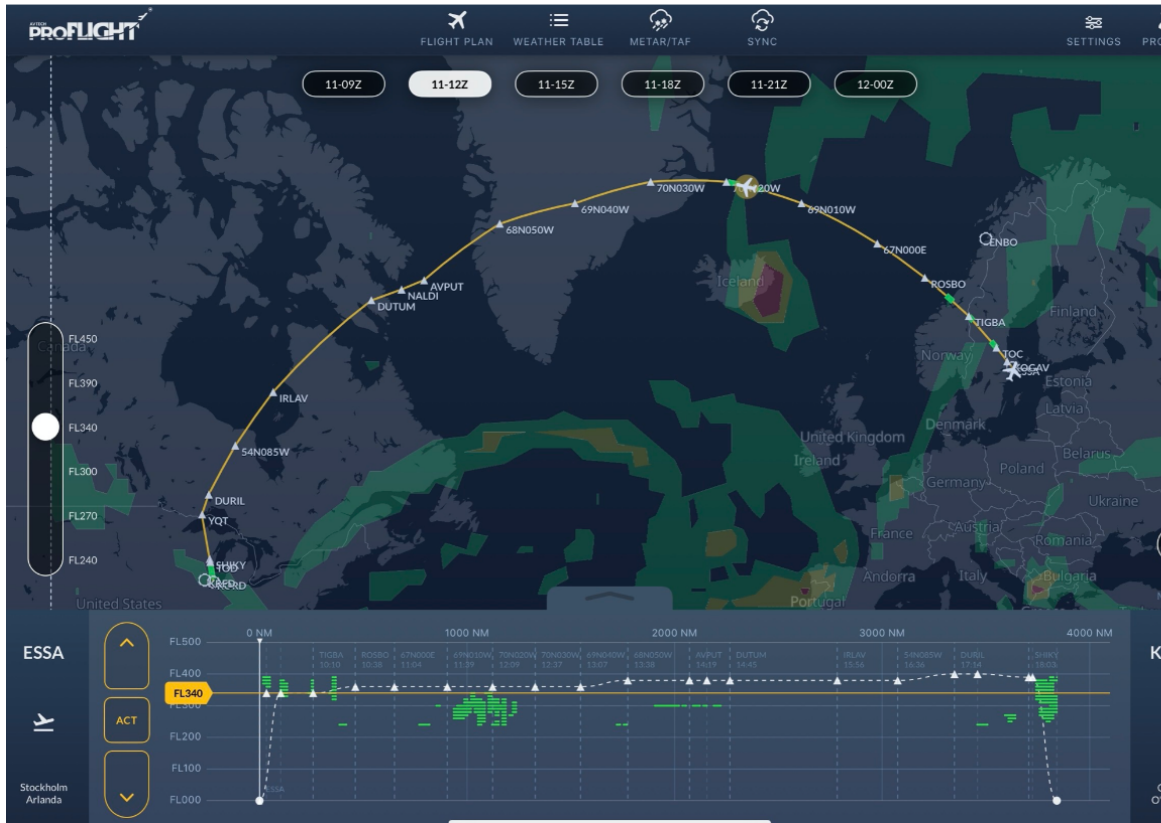 AVTECH
PROFLIGHT
FLIGHT PLAN
WEATHER TABLE
METAR/TAF
SYNC
SETTINGS
PRO
11-09Z
11-12Z
11-15Z
11-18Z
11-21Z
12-00Z
70N030W
20W
69N040W
69N010W
68N050W
67N000E
ENBO
AVPUT
NALDI
DUTUM
ROSBO
TIGBA
TOC
OGAV
IRLAV
54N085W
DURIL
YQT
SHIKY
TOD
KORD
Iceland
Finland
Norway
Estonia
Latvia
Denmark
Belarus
United Kingdom
Ireland
Poland
Germany
Ukraine
Austria
France
Romania
Andorra
Italy
Bulgaria
Portugal
Canada
United States
FL450
FL390
FL340
FL300
FL270
FL240
ESSA
Stockholm
Arlanda
ACT
0 NM
1000 NM
2000 NM
3000 NM
4000 NM
FL500
FL400
FL340
FL300
FL200
FL100
FL000
TIGBA
10:10
ROSBO
10:38
67N000E
11:04
69N010W
11:39
70N020W
12:09
70N030W
12:37
69N040W
13:07
68N050W
13:38
AVPUT
14:19
DUTUM
14:45
IRLAV
15:56
54N085W
16:36
DURIL
17:14
SHIKY
18:03
ESSA
K